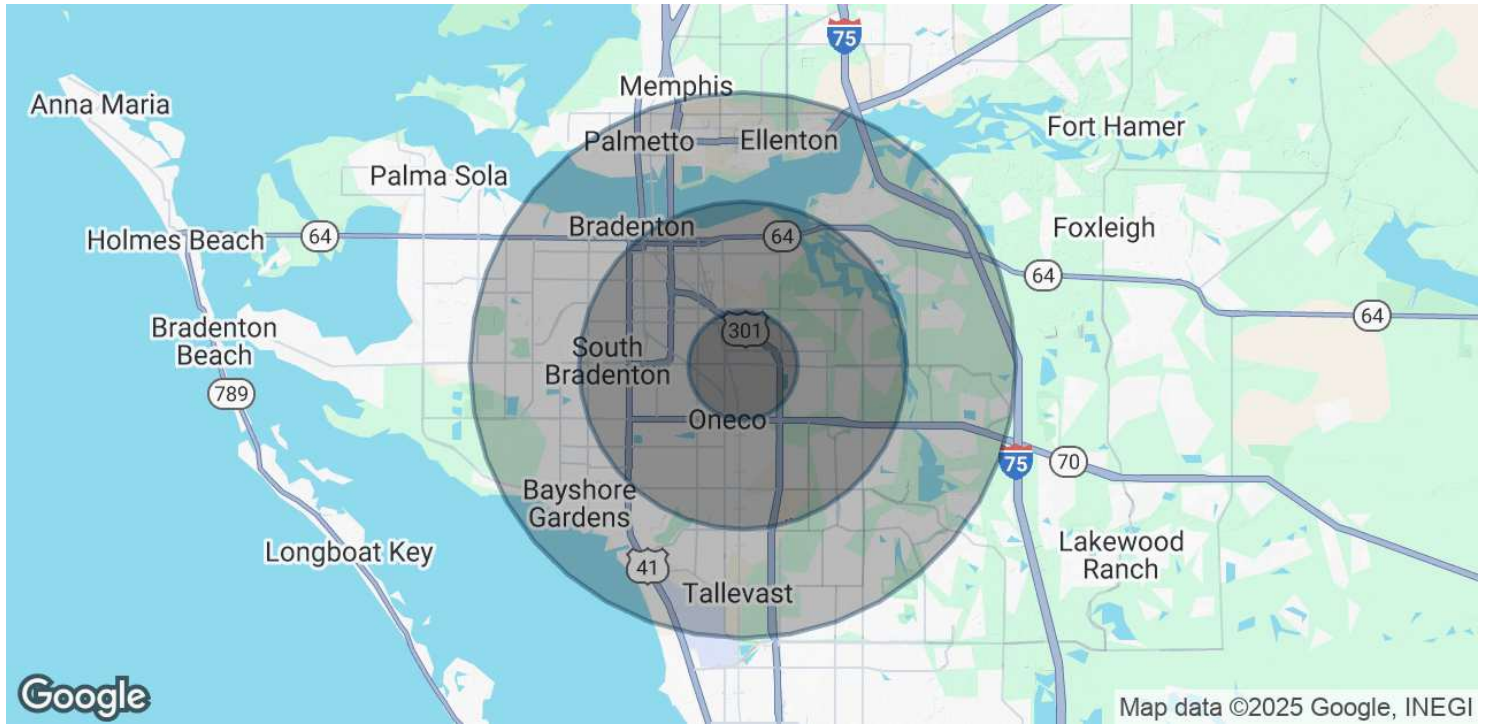 75
Memphis
Anna Maria
Fort Hamer
Palmetto
Ellenton
Palma Sola
Bradenton
Foxleigh
Holmes Beach
64
64
64
64
Bradenton
Beach
301
South
Bradenton
789
Oneco
75
70
Bayshore
Gardens
Longboat Key
41
Lakewood
Ranch
Tallevast
Google
Map data ©2025 Google, INEGI